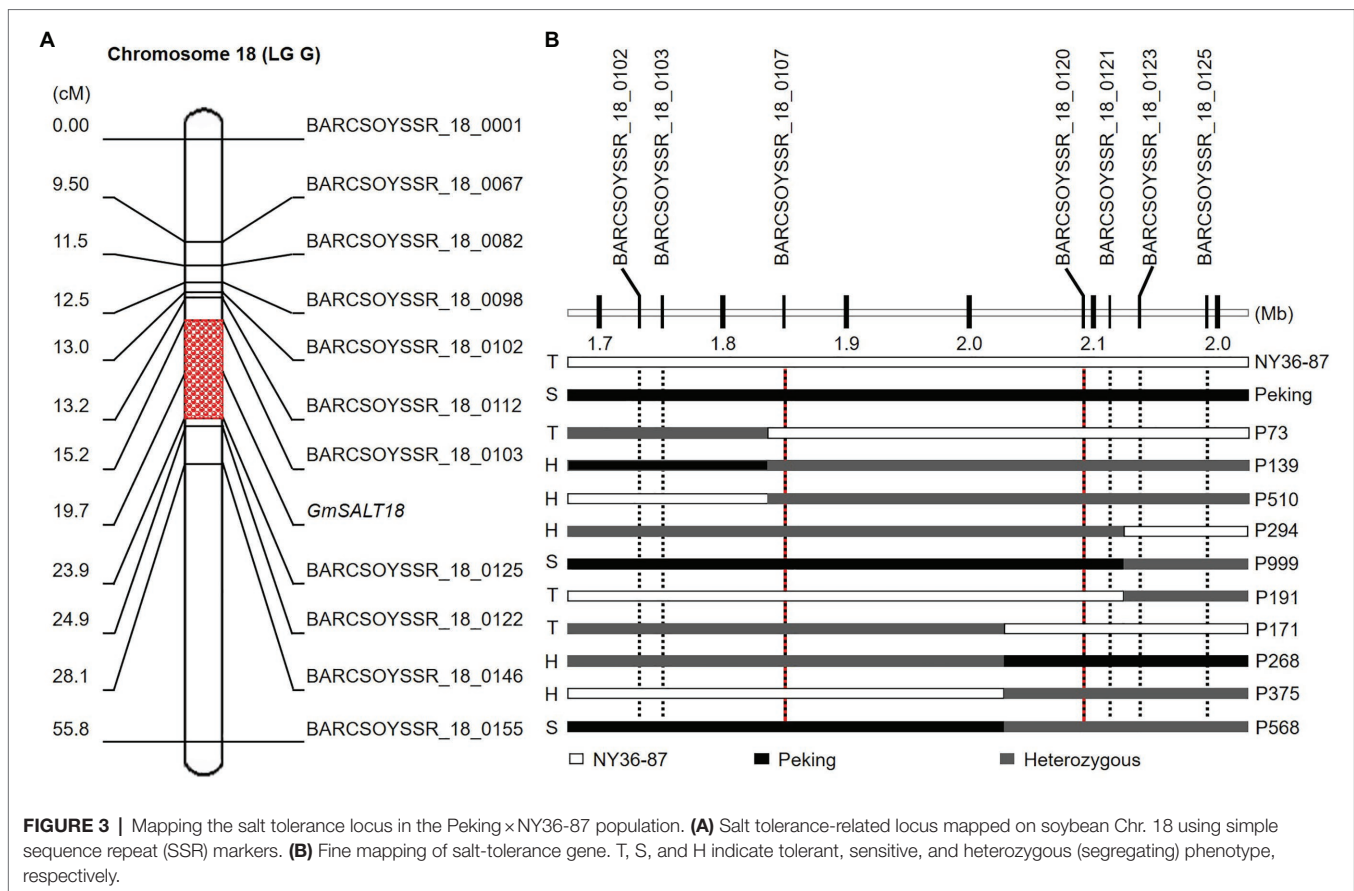 A
Chromosome 18 (LG G)
(cM)
0.00 BARCSOYSSR_18_0001
9.50 BARCSOYSSR_18_0067
11.5 BARCSOYSSR_18_0082
12.5 BARCSOYSSR_18_0098
13.0 BARCSOYSSR_18_0102
13.2 BARCSOYSSR_18_0112
15.2 BARCSOYSSR_18_0103
19.7 GmSALT18
23.9 BARCSOYSSR_18_0125
24.9 BARCSOYSSR_18_0122
28.1 BARCSOYSSR_18_0146
55.8 BARCSOYSSR_18_0155
B
BARCSOYSSR_18_0102
BARCSOYSSR_18_0103
BARCSOYSSR_18_0107
BARCSOYSSR_18_0120
BARCSOYSSR_18_0121
BARCSOYSSR_18_0123
BARCSOYSSR_18_0125
(Mb)
1.7 1.8 1.9 2.0 2.1 2.0
T NY36-87
S Peking
T P73
H P139
H P510
H P294
S P999
T P191
T P171
H P268
H P375
S P568
NY36-87 Peking Heterozygous
FIGURE 3 | Mapping the salt tolerance locus in the Peking × NY36-87 population. (A) Salt tolerance-related locus mapped on soybean Chr. 18 using simple
sequence repeat (SSR) markers. (B) Fine mapping of salt-tolerance gene. T, S, and H indicate tolerant, sensitive, and heterozygous (segregating) phenotype,
respectively.